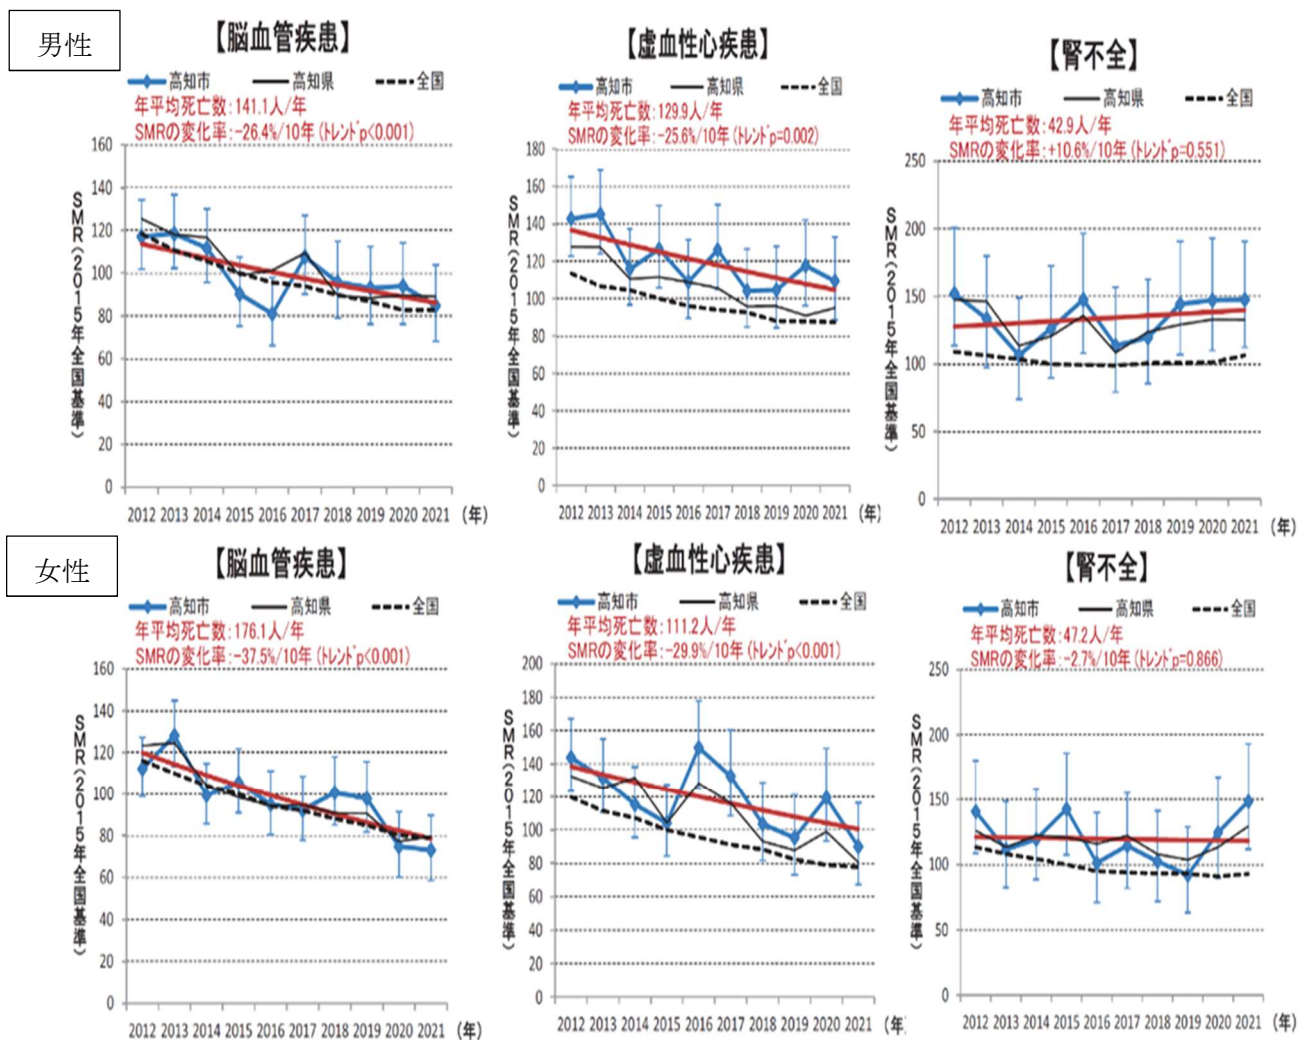 男性
【脳血管疾患】
高知市 高知県 全国
年平均死亡数:141.1人/年
SMRの変化率:-26.4%/10年(トレンドp<0.001)
SMR(2015年全国基準)
160
140
120
100
80
60
40
20
0
2012 2013 2014 2015 2016 2017 2018 2019 2020 2021 (年)
【虚血性心疾患】
高知市 高知県 全国
年平均死亡数:129.9人/年
SMRの変化率:-25.6%/10年(トレンドp=0.002)
SMR(2015年全国基準)
180
160
140
120
100
80
60
40
20
0
2012 2013 2014 2015 2016 2017 2018 2019 2020 2021 (年)
【腎不全】
高知市 高知県 全国
年平均死亡数:42.9人/年
SMRの変化率:+10.6%/10年(トレンドp=0.551)
SMR(2015年全国基準)
250
200
150
100
50
0
2012 2013 2014 2015 2016 2017 2018 2019 2020 2021 (年)
女性
【脳血管疾患】
高知市 高知県 全国
年平均死亡数:176.1人/年
SMRの変化率:-37.5%/10年(トレンドp<0.001)
SMR(2015年全国基準)
160
140
120
100
80
60
40
20
0
2012 2013 2014 2015 2016 2017 2018 2019 2020 2021 (年)
【虚血性心疾患】
高知市 高知県 全国
年平均死亡数:111.2人/年
SMRの変化率:-29.9%/10年(トレンドp<0.001)
SMR(2015年全国基準)
200
180
160
140
120
100
80
60
40
20
0
2012 2013 2014 2015 2016 2017 2018 2019 2020 2021 (年)
【腎不全】
高知市 高知県 全国
年平均死亡数:47.2人/年
SMRの変化率:-2.7%/10年(トレンドp=0.866)
SMR(2015年全国基準)
250
200
150
100
50
0
2012 2013 2014 2015 2016 2017 2018 2019 2020 2021 (年)